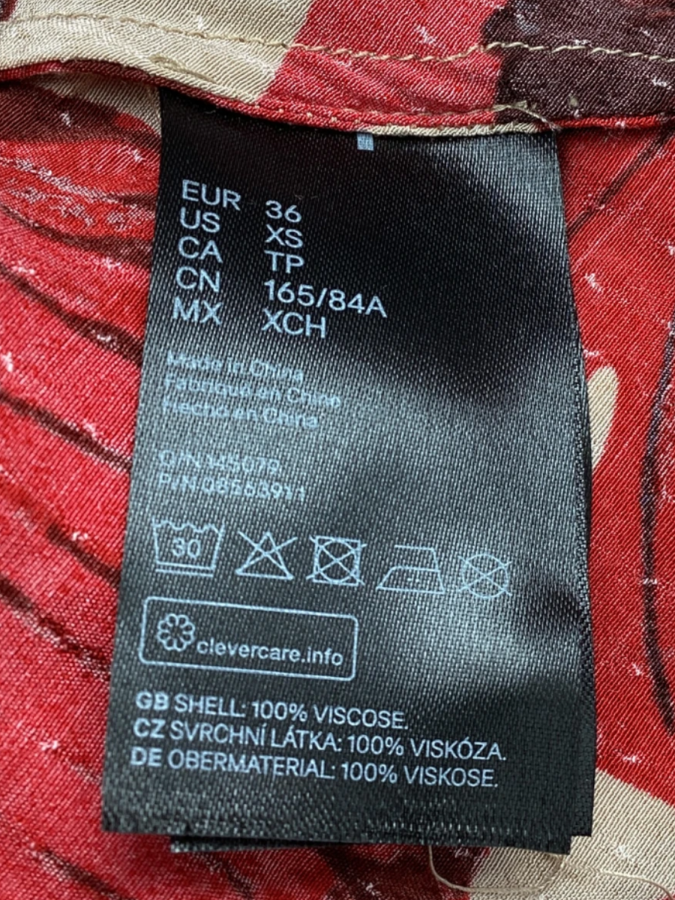 EUR 36
US XS
CA TP
CN 165/84A
MX XCH
Made in China
Fabriqué en Chine
Hecho en China
30
clevercare.info
GB SHELL: 100% VISCOSE.
CZ SVRCHNÍ LÁTKA: 100% VISKÓZA.
DE OBERMATERIAL: 100% VISKOSE.